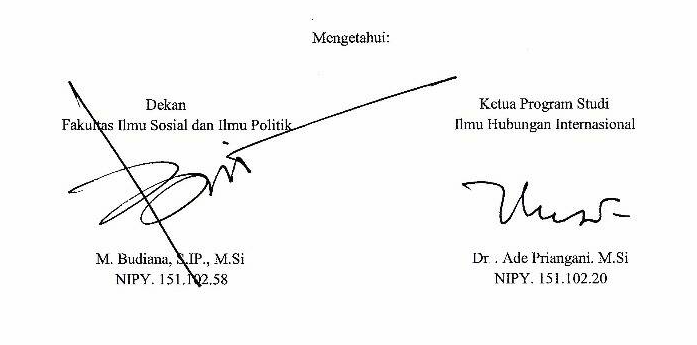 Mengetahui:
Dekan
Fakultas Ilmu Sosial dan Ilmu Politik
M. Budiana, S.IP., M.Si
NIPY. 151.102.58
Ketua Program Studi
Ilmu Hubungan Internasional
Dr . Ade Priangani. M.Si
NIPY. 151.102.20